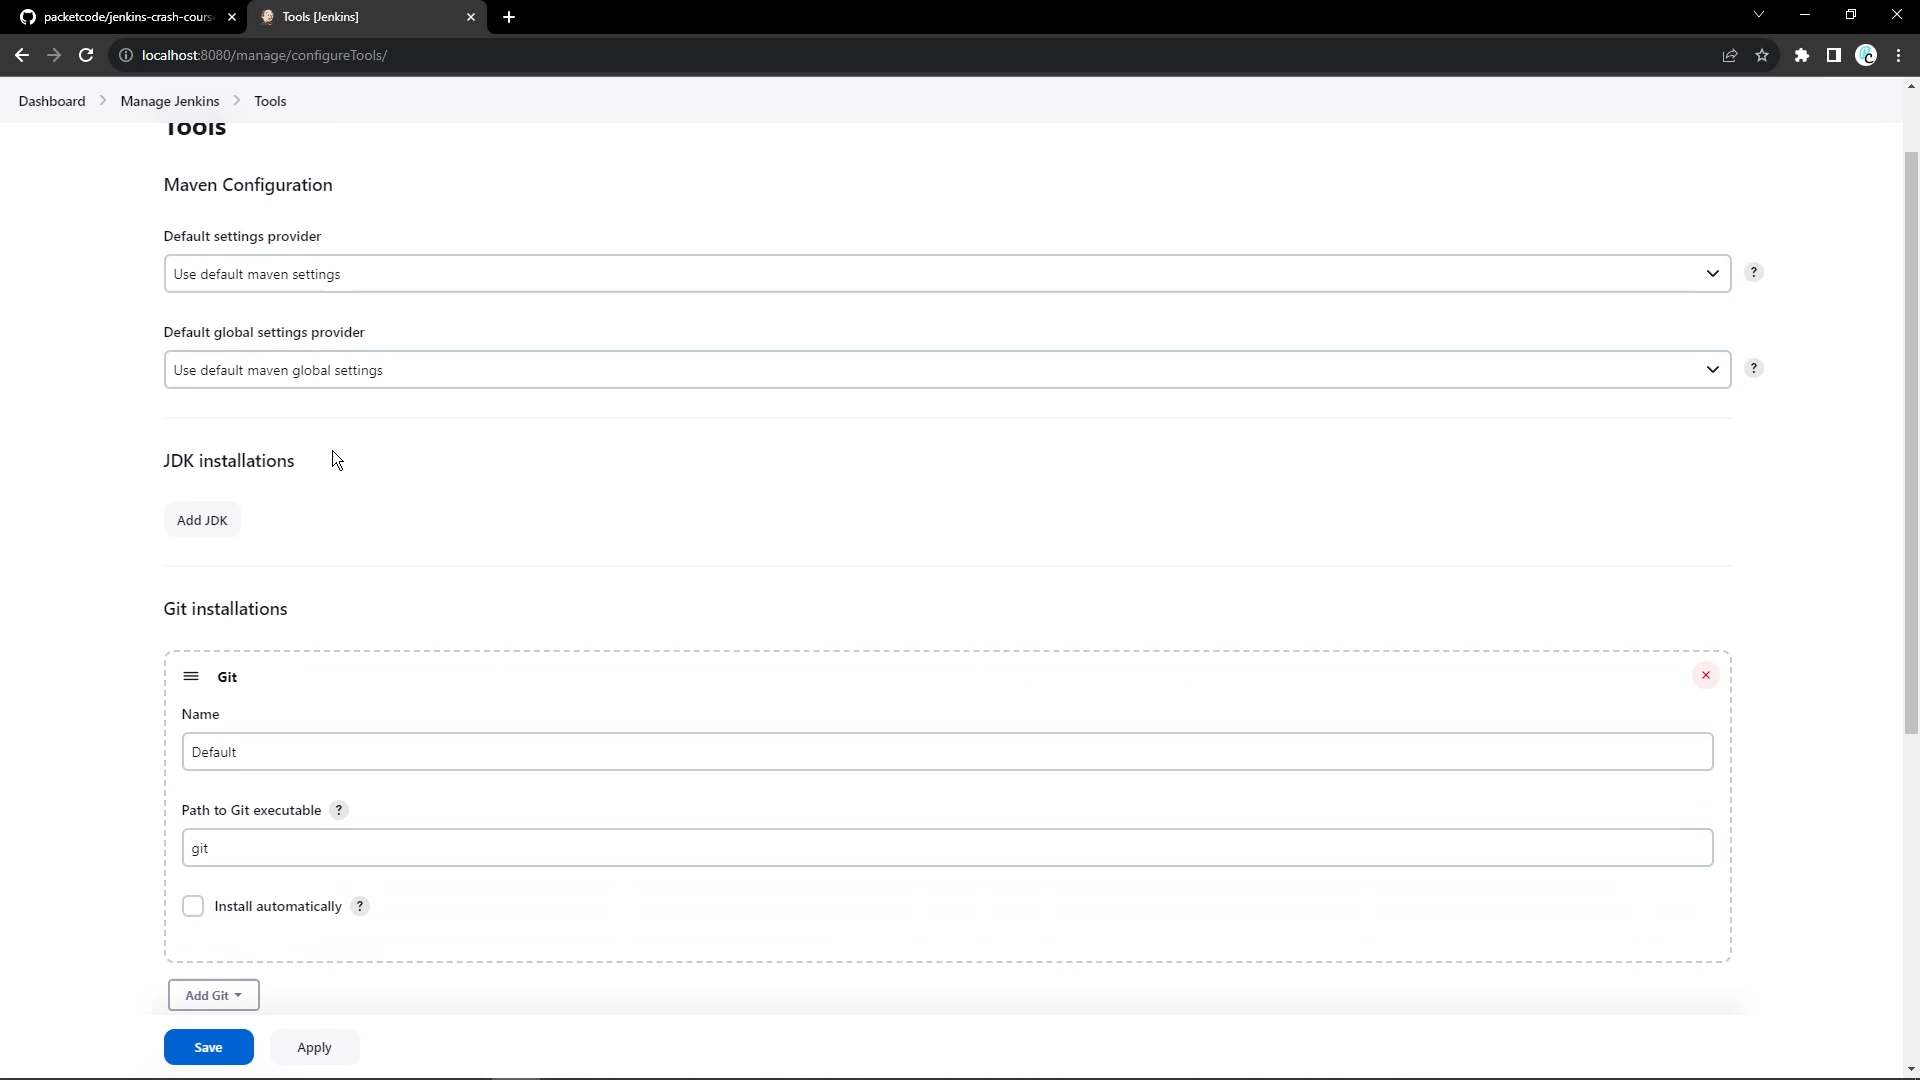 packetcode/jenkins-crash-cours
Tools [Jenkins]
localhost:8080/manage/configureTools/
Dashboard > Manage Jenkins > Tools
Tools
Maven Configuration
Default settings provider
Use default maven settings
?
Default global settings provider
Use default maven global settings
?
JDK installations
Add JDK
Git installations
Git
Name
Default
Path to Git executable ?
git
Install automatically ?
Add Git
Save Apply